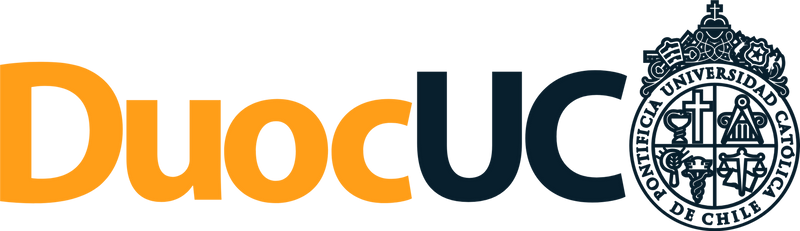 DuocUC
PONTIFICIA UNIVERSIDAD CATÓLICA
DE CHILE